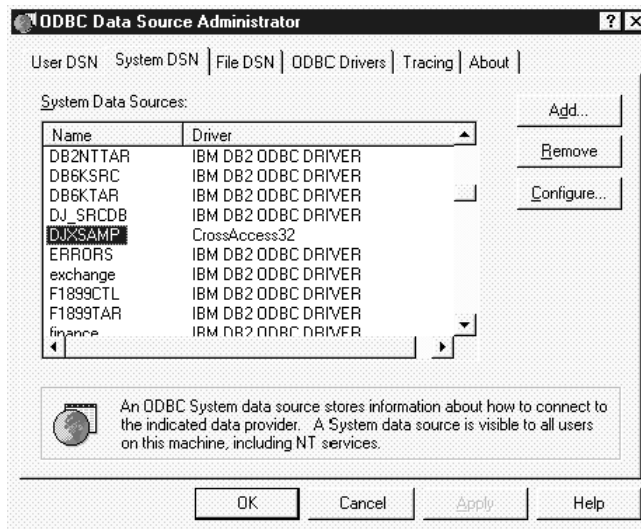 ODBC Data Source Administrator
User DSN System DSN File DSN ODBC Drivers Tracing About
System Data Sources:
Name Driver
DB2NTTAR IBM DB2 ODBC DRIVER
DB6KSRC IBM DB2 ODBC DRIVER
DB6KTAR IBM DB2 ODBC DRIVER
DJ_SRCDB IBM DB2 ODBC DRIVER
DJXSAMP CrossAccess32
ERRORS IBM DB2 ODBC DRIVER
exchange IBM DB2 ODBC DRIVER
F1899CTL IBM DB2 ODBC DRIVER
F1899TAR IBM DB2 ODBC DRIVER
finance IBM DB2 ODBC DRIVER
Add...
Remove
Configure...
An ODBC System data source stores information about how to connect to
the indicated data provider. A System data source is visible to all users
on this machine, including NT services.
OK Cancel Apply Help